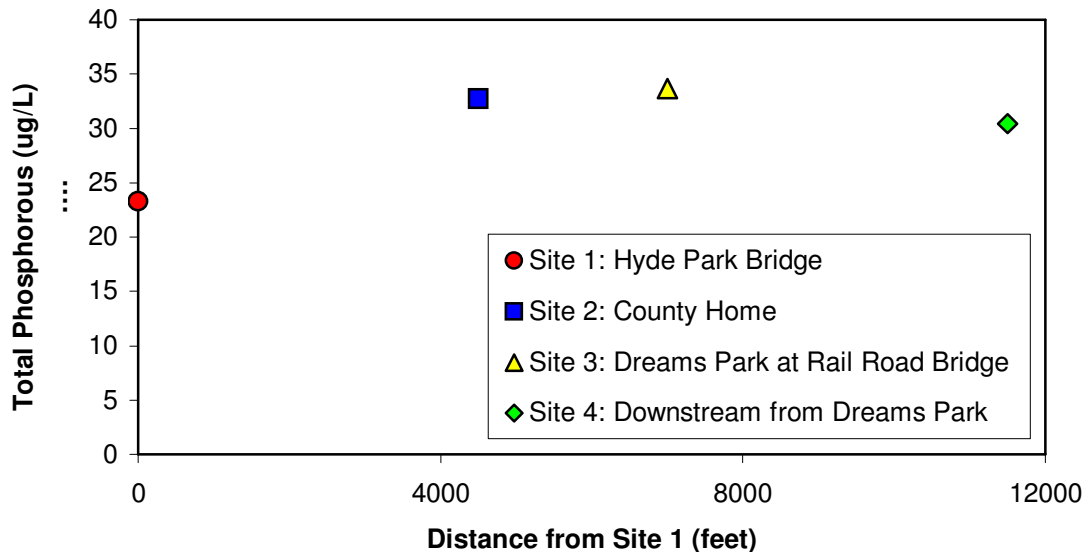 40
35
30
25
20
15
10
5
0
Total Phosphorous (ug/L)
....
Site 1: Hyde Park Bridge
Site 2: County Home
Site 3: Dreams Park at Rail Road Bridge
Site 4: Downstream from Dreams Park
0 4000 8000 12000
Distance from Site 1 (feet)